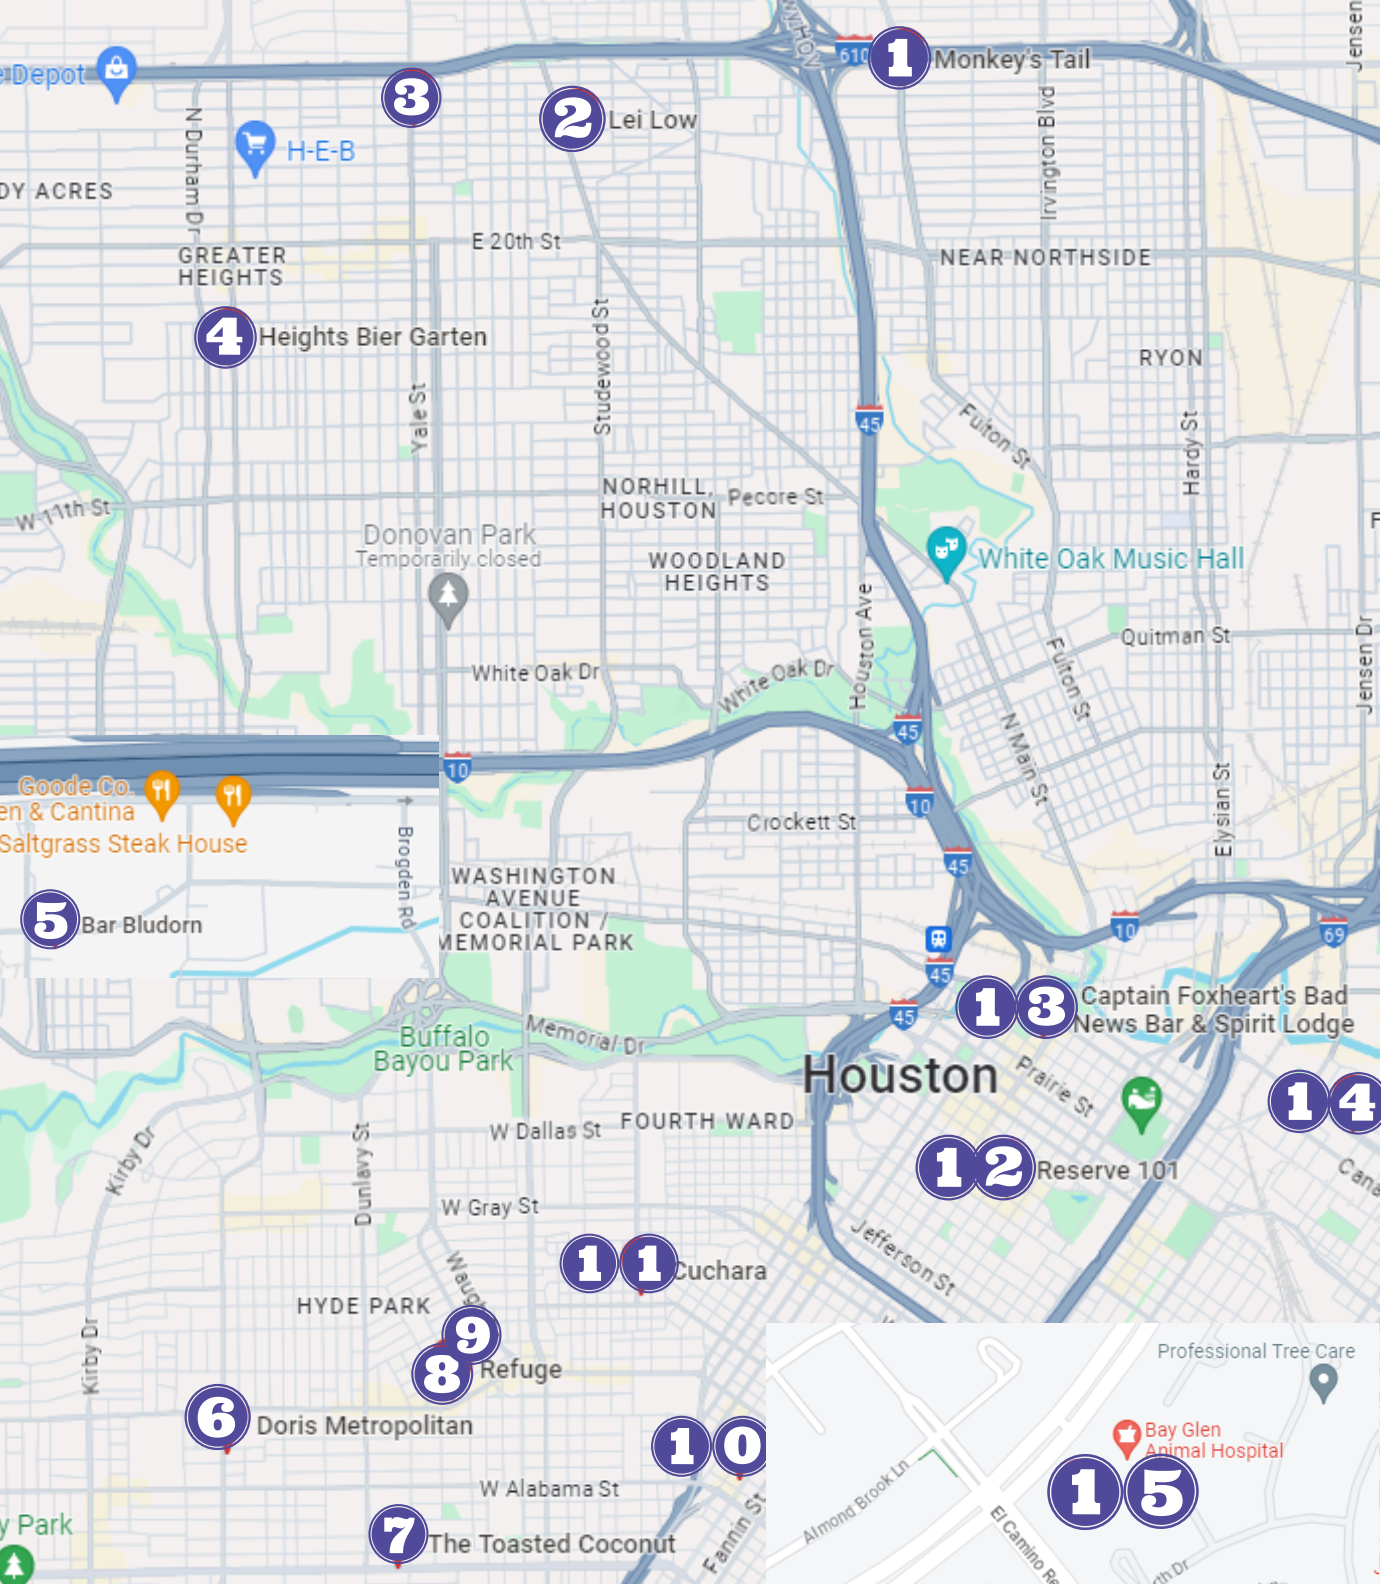 610
1
Monkey's Tail
Depot
3
2
Lei Low
Jensen
N Durham Dr
H-E-B
Irvington Blvd
DY ACRES
E 20th St
GREATER
HEIGHTS
NEAR NORTHSIDE
4
Heights Bier Garten
Studewood St
RYON
Yale St
45
Fulton St
Hardy St
NORHILL,
HOUSTON
Pecore St
W 11th St
Donovan Park
Temporarily closed
WOODLAND
HEIGHTS
White Oak Music Hall
Houston Ave
Quitman St
Fulton St
Jensen Dr
White Oak Dr
White Oak Dr
45
N Main St
10
Goode Co.
en & Cantina
Saltgrass Steak House
10
Crockett St
Elysian St
Brogden Rd
45
WASHINGTON
AVENUE
COALITION /
MEMORIAL PARK
5
Bar Bludorn
10
69
45
45
13
Captain Foxheart's Bad
News Bar & Spirit Lodge
Memorial Dr
Buffalo
Bayou Park
Houston
Prairie St
14
W Dallas St
FOURTH WARD
Kirby Dr
Dunlavy St
12
Reserve 101
W Gray St
Jefferson St
11
Cuchara
Waugh
HYDE PARK
9
8
Refuge
Kirby Dr
6
Doris Metropolitan
10
W Alabama St
7
The Toasted Coconut
Fannin St
y Park
Professional Tree Care
Bay Glen
Animal Hospital
15
Almond Brook Ln
El Camino Re